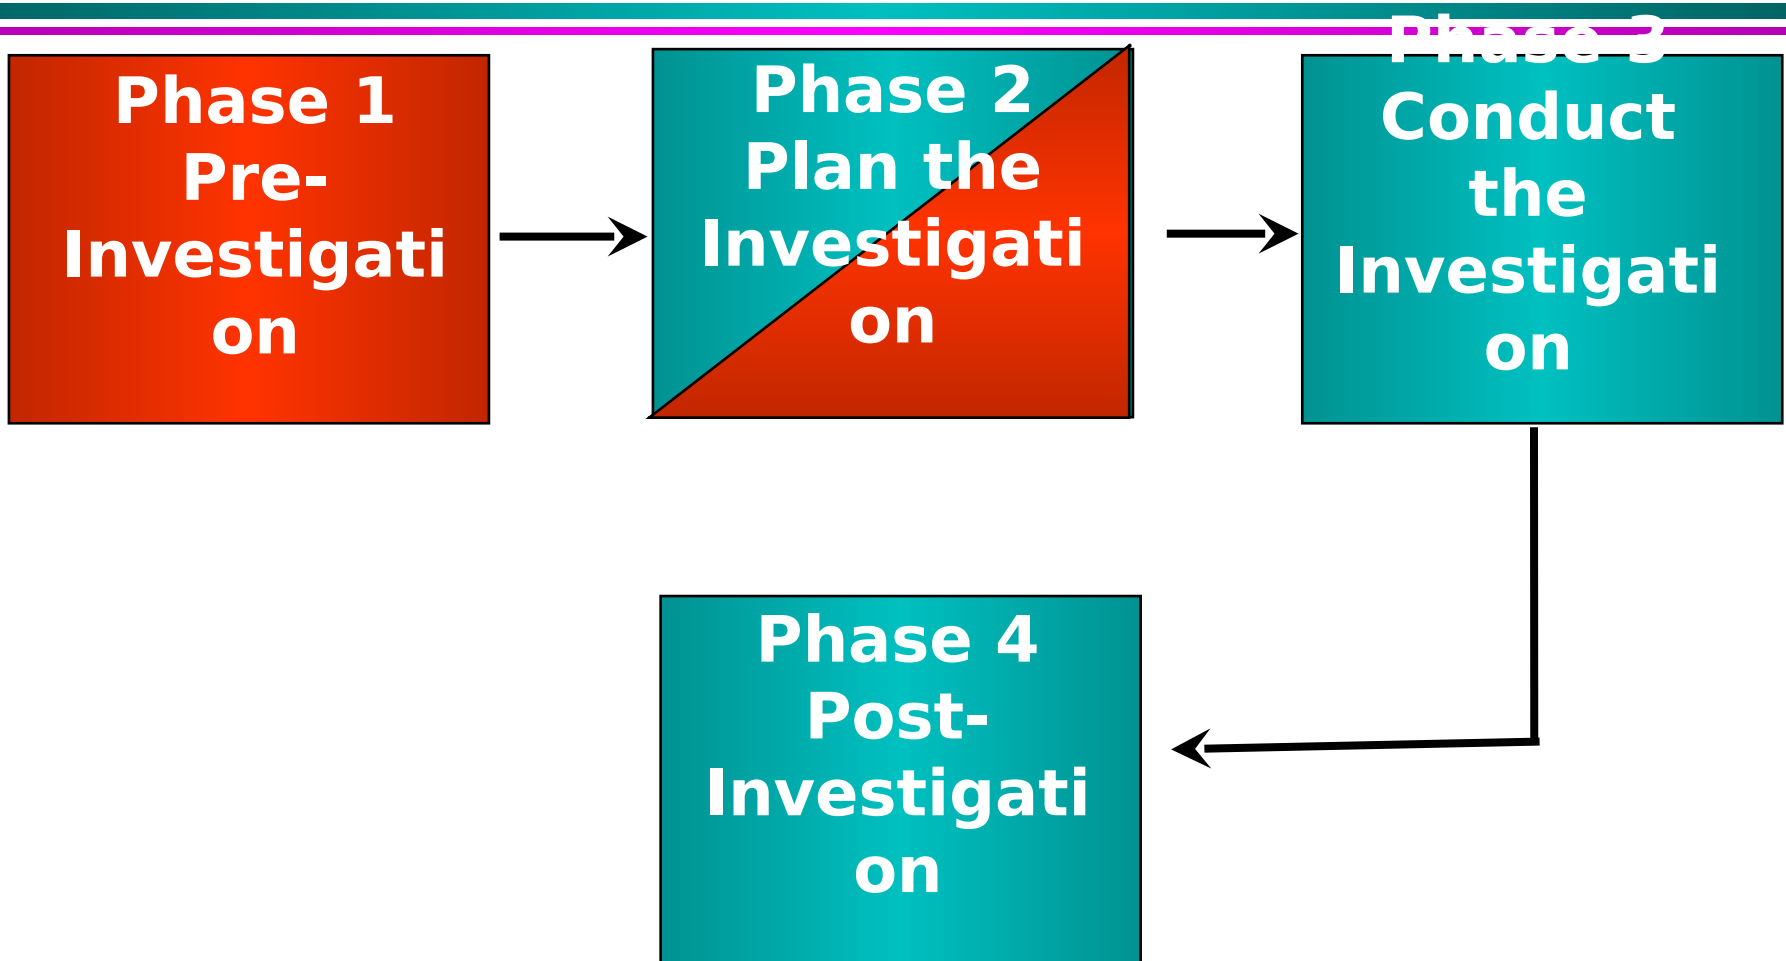 Phase 1
Pre-
Investigati
on
Phase 2
Plan the
Investigati
on
Phase 3
Conduct
the
Investigati
on
Phase 4
Post-
Investigati
on